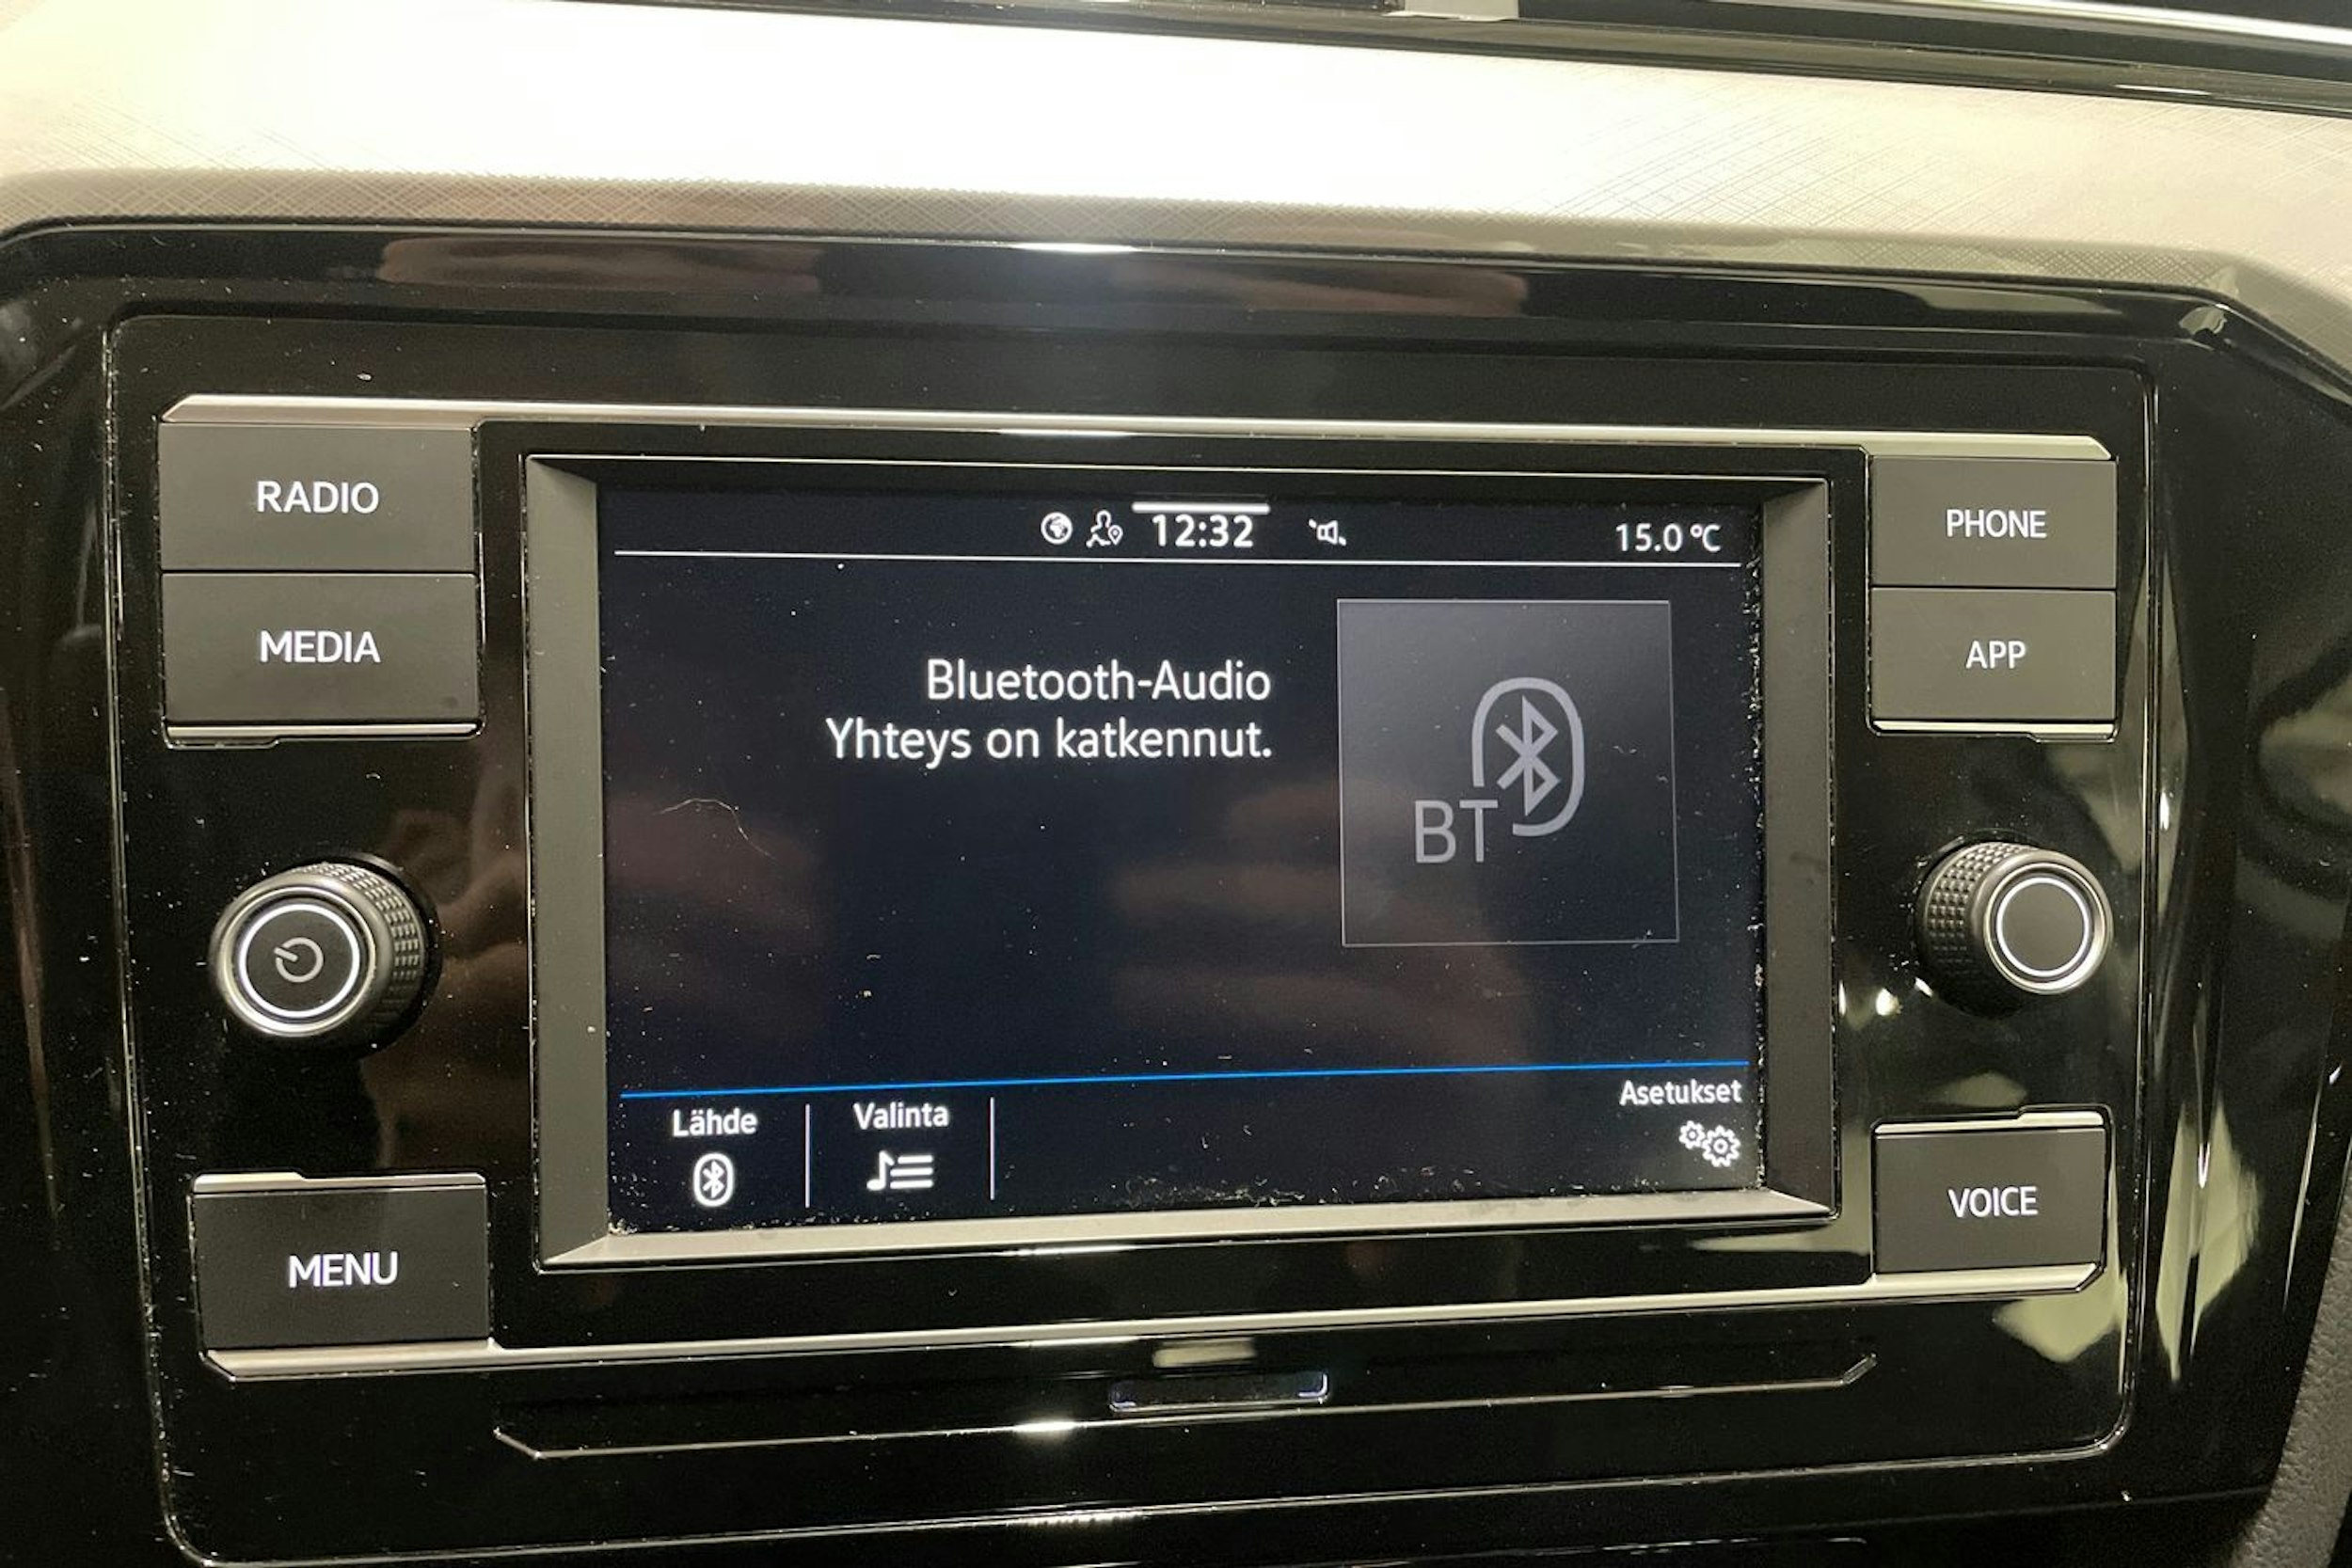 RADIO
MEDIA
MENU
12:32
15.0 °C
Bluetooth-Audio
Yhteys on katkennut.
BT
Lähde
Valinta
Asetukset
PHONE
APP
VOICE